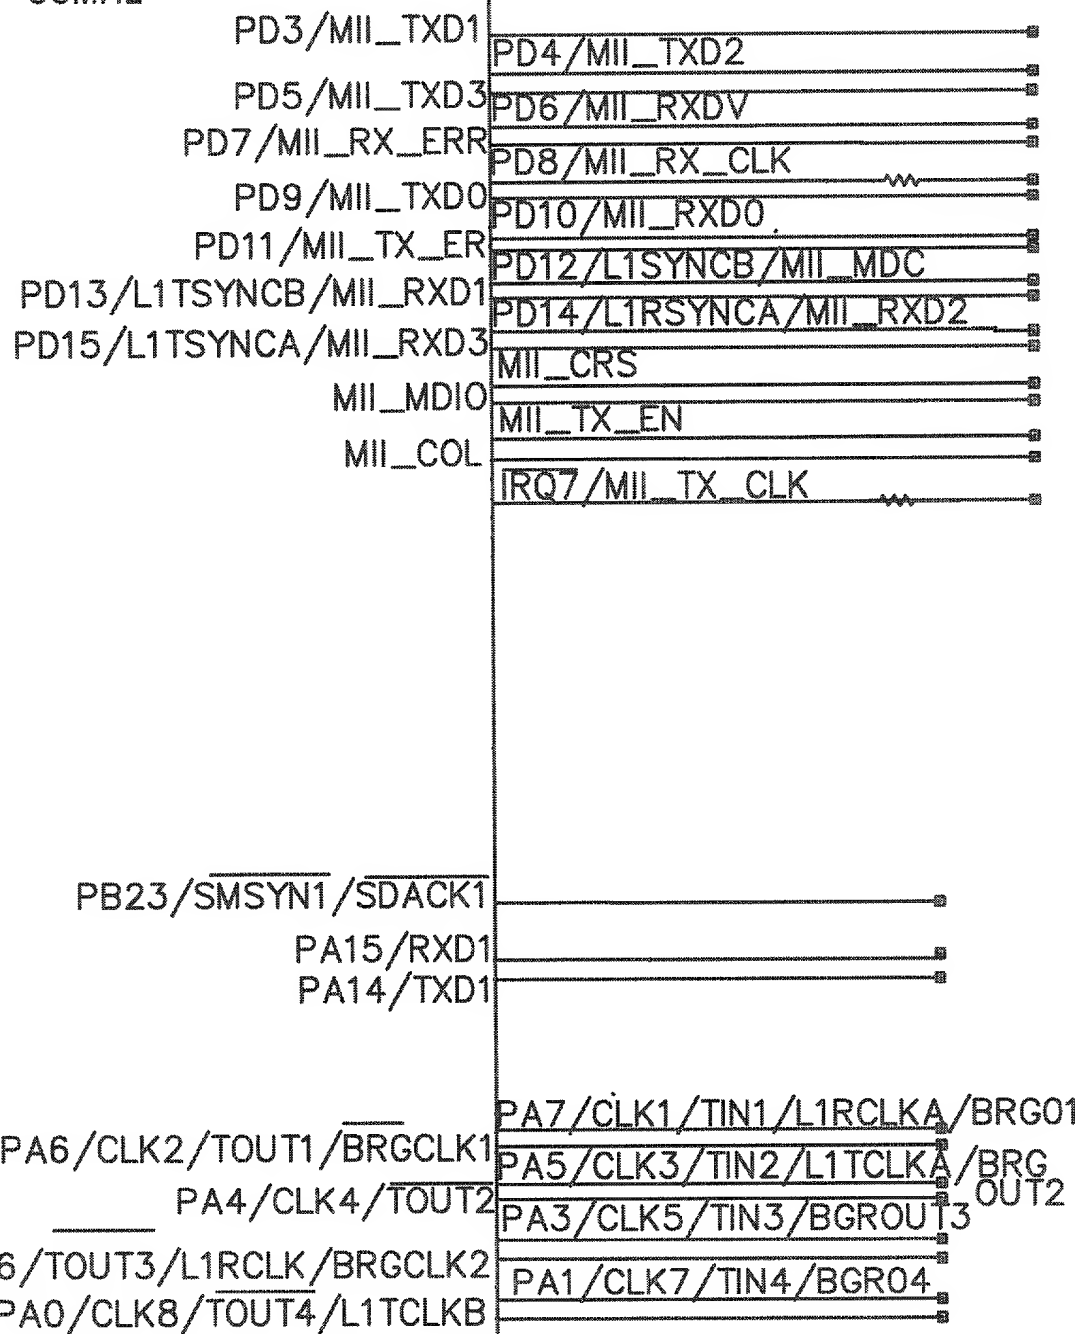 PD3/MII_TXD1
PD4/MII_TXD2
PD5/MII_TXD3
PD6/MII_RXDV
PD7/MII_RX_ERR
PD8/MII_RX_CLK
PD9/MII_TXD0
PD10/MII_RXD0
PD11/MII_TX_ER
PD12/L1SYNCB/MII_MDC
PD13/L1TSYNCB/MII_RXD1
PD14/L1RSYNCA/MII_RXD2
PD15/L1TSYNCA/MII_RXD3
MII_CRS
MII_MDIO
MII_TX_EN
MII_COL
IRQ7/MII_TX_CLK
PB23/SMSYN1/SDACK1
PA15/RXD1
PA14/TXD1
PA7/CLK1/TIN1/L1RCLKA/BRGO1
PA6/CLK2/TOUT1/BRGCLK1
PA5/CLK3/TIN2/L1TCLKA/BRG
OUT2
PA4/CLK4/TOUT2
PA3/CLK5/TIN3/BGROUT3
6/TOUT3/L1RCLK/BRGCLK2
PA1/CLK7/TIN4/BGRO4
PA0/CLK8/TOUT4/L1TCLKB